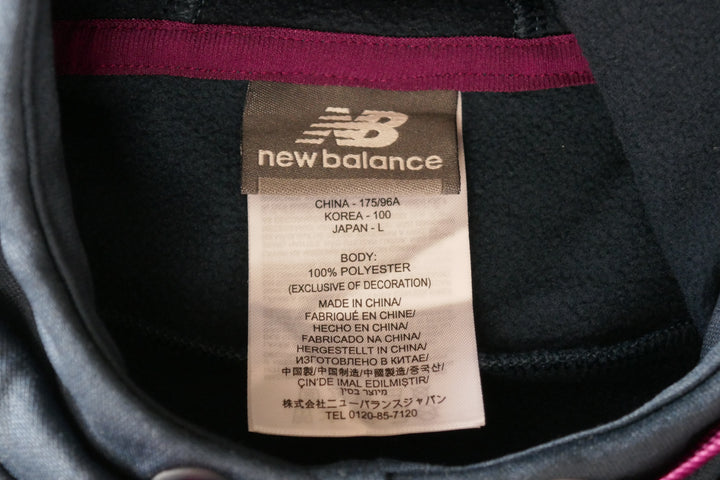 NB
new balance
CHINA - 175/96A
KOREA - 100
JAPAN - L
BODY:
100% POLYESTER
(EXCLUSIVE OF DECORATION)
MADE IN CHINA/
FABRIQUÉ EN CHINE/
HECHO EN CHINA/
FABRICADO NA CHINA/
HERGESTELLT IN CHINA/
ИЗГОТОВЛЕНО В КИТАЕ/
中国製/中国制造/中國製造/중국산/
ÇIN'DE IMAL EDILMIŞTIR/
מיוצר בסין
株式会社ニューバランスジャパン
TEL 0120-85-7120